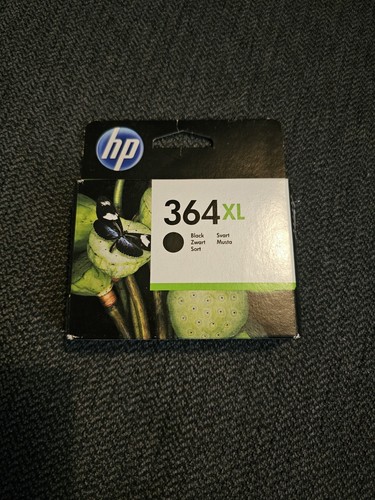 hp
364XL
Black Svart
Zwart Musta
Sort